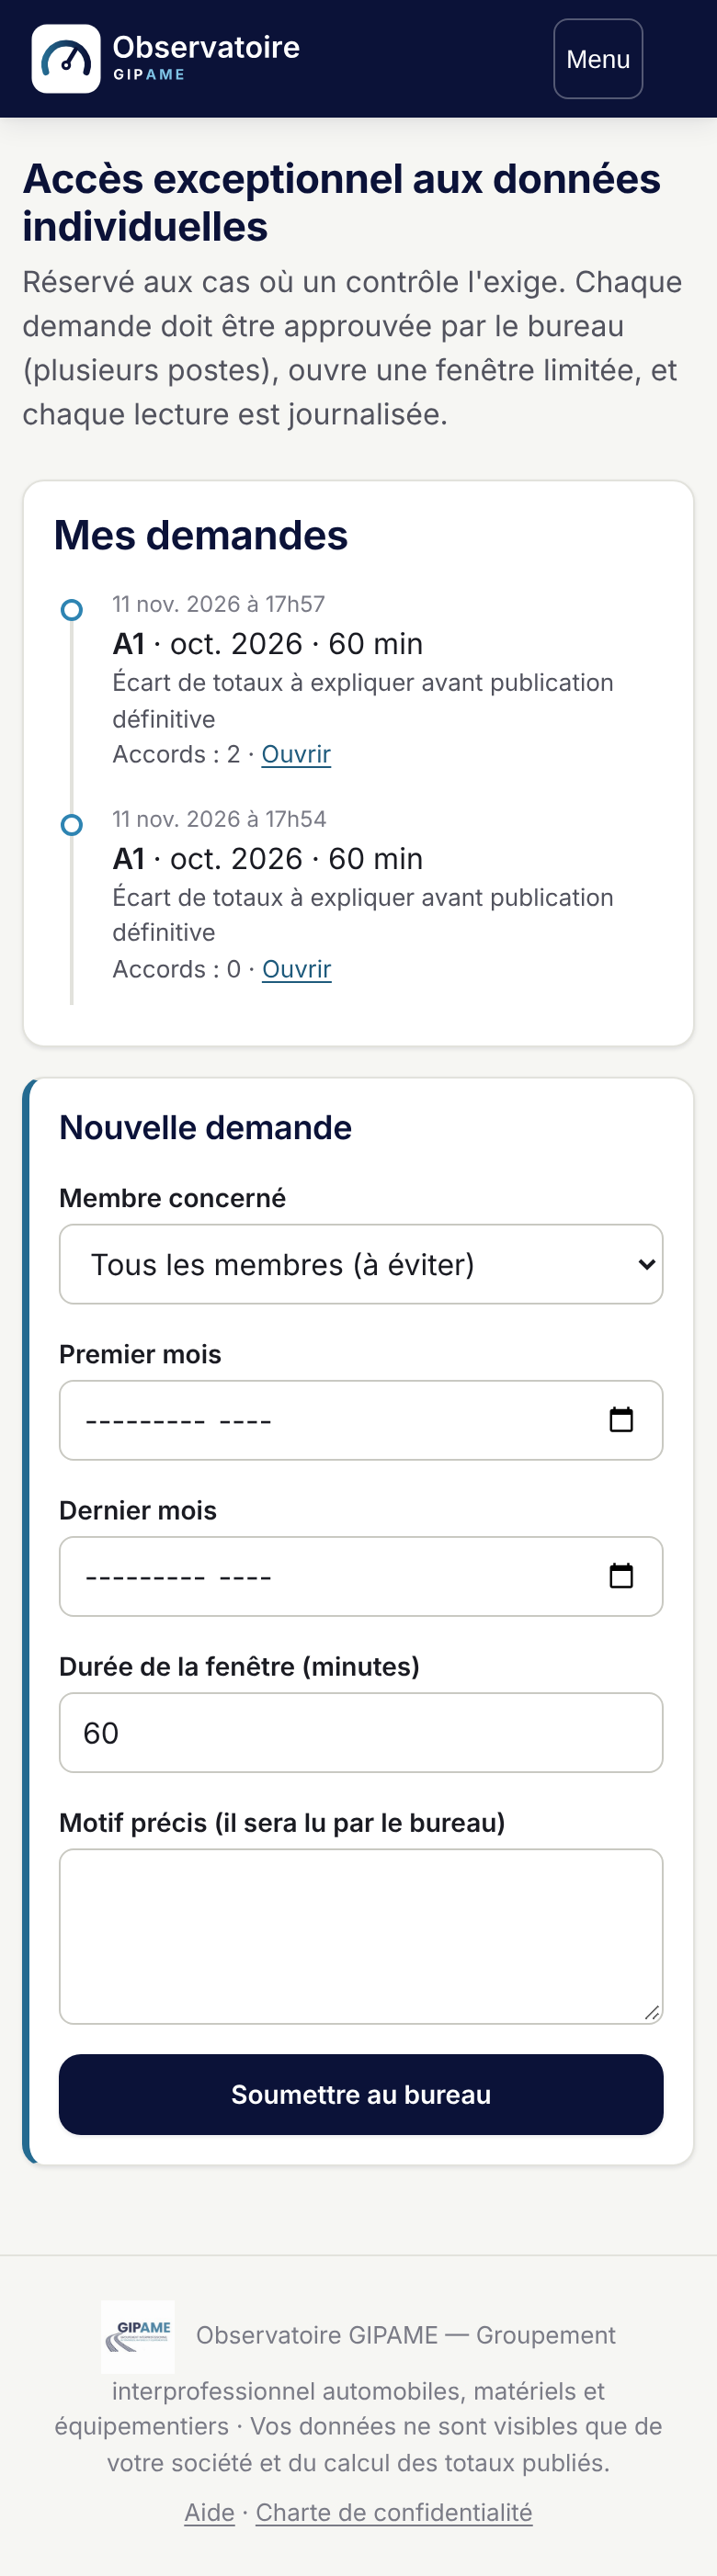 Observatoire
GIPAME
Menu
Accès exceptionnel aux données
individuelles
Réservé aux cas où un contrôle l'exige. Chaque
demande doit être approuvée par le bureau
(plusieurs postes), ouvre une fenêtre limitée, et
chaque lecture est journalisée.
Mes demandes
11 nov. 2026 à 17h57
A1 · oct. 2026 · 60 min
Écart de totaux à expliquer avant publication
définitive
Accords : 2 · Ouvrir
11 nov. 2026 à 17h54
A1 · oct. 2026 · 60 min
Écart de totaux à expliquer avant publication
définitive
Accords : 0 · Ouvrir
Nouvelle demande
Membre concerné
Tous les membres (à éviter)
Premier mois
--------- ----
Dernier mois
--------- ----
Durée de la fenêtre (minutes)
60
Motif précis (il sera lu par le bureau)
Soumettre au bureau
GIPAME
Observatoire GIPAME — Groupement
interprofessionnel automobiles, matériels et
équipementiers · Vos données ne sont visibles que de
votre société et du calcul des totaux publiés.
Aide · Charte de confidentialité